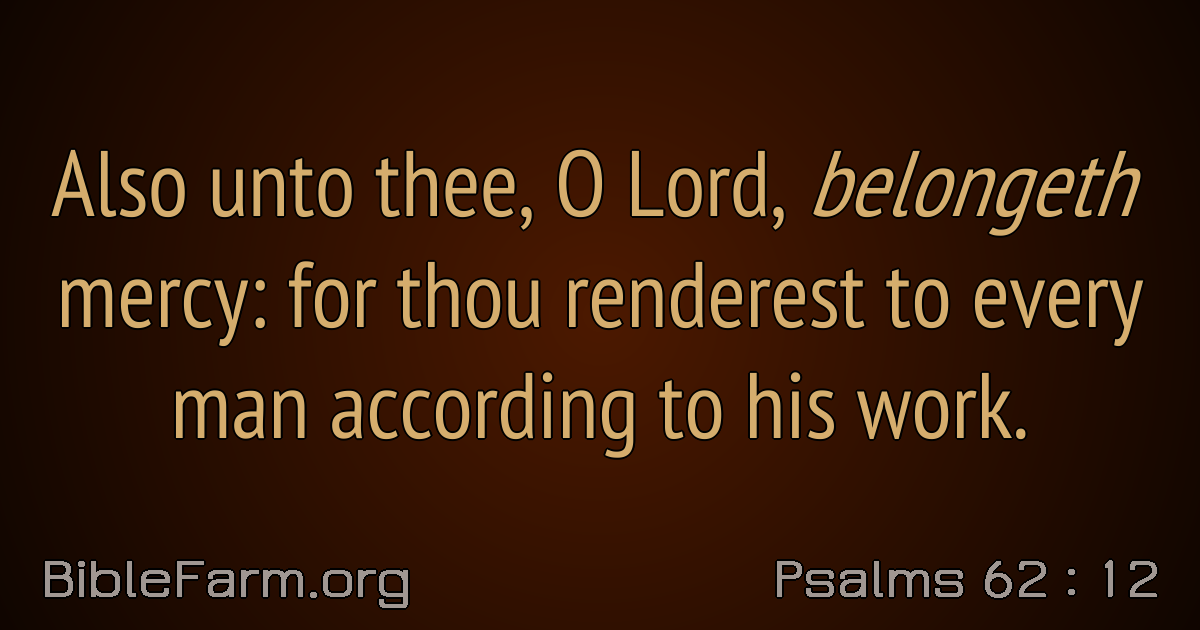 Also unto thee, O Lord, belongeth
mercy: for thou renderest to every
man according to his work.
BibleFarm.org
Psalms 62 : 12